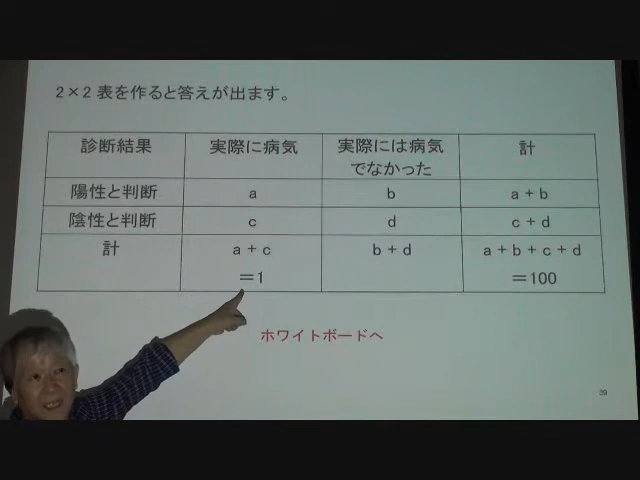 2×2 表を作ると答えが出ます。
診断結果 実際に病気 実際には病気でなかった 計
陽性と判断 a b a+b
陰性と判断 c d c+d
計 a+c b+d a+b+c+d
=1 =100
ホワイトボードへ
39